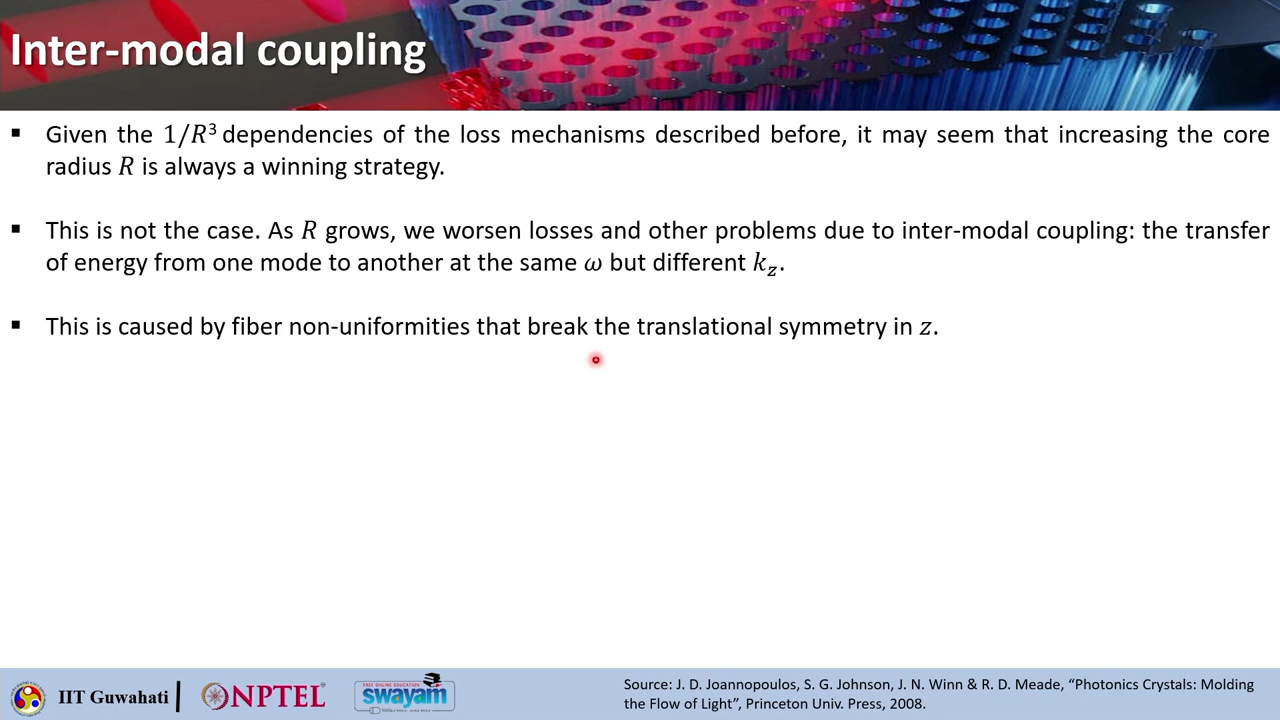 Inter-modal coupling
▪ Given the 1/R³ dependencies of the loss mechanisms described before, it may seem that increasing the core
radius R is always a winning strategy.
▪ This is not the case. As R grows, we worsen losses and other problems due to inter-modal coupling: the transfer
of energy from one mode to another at the same ω but different k_z.
▪ This is caused by fiber non-uniformities that break the translational symmetry in z.
IIT Guwahati
NPTEL
FREE ONLINE EDUCATION
swayam
Source: J. D. Joannopoulos, S. G. Johnson, J. N. Winn & R. D. Meade, “Photonics Crystals: Molding
the Flow of Light”, Princeton Univ. Press, 2008.